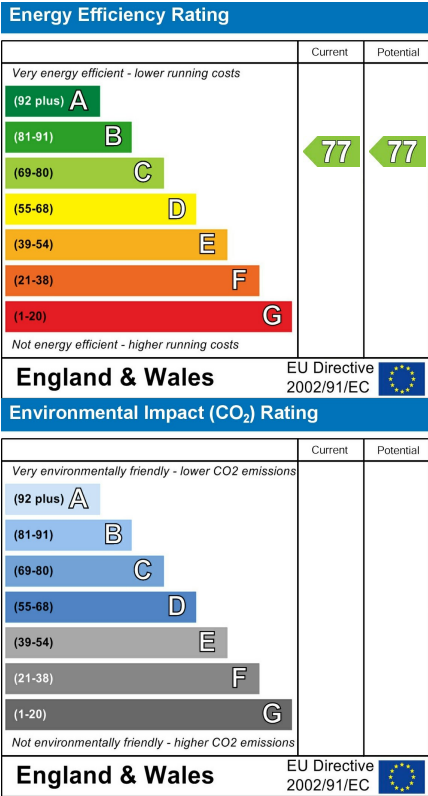 Energy Efficiency Rating
Current Potential
Very energy efficient - lower running costs
(92 plus) A
(81-91) B
77 77
(69-80) C
(55-68) D
(39-54) E
(21-38) F
(1-20) G
Not energy efficient - higher running costs
England & Wales
EU Directive
2002/91/EC
Environmental Impact (CO₂) Rating
Current Potential
Very environmentally friendly - lower CO2 emissions
(92 plus) A
(81-91) B
(69-80) C
(55-68) D
(39-54) E
(21-38) F
(1-20) G
Not environmentally friendly - higher CO2 emissions
England & Wales
EU Directive
2002/91/EC